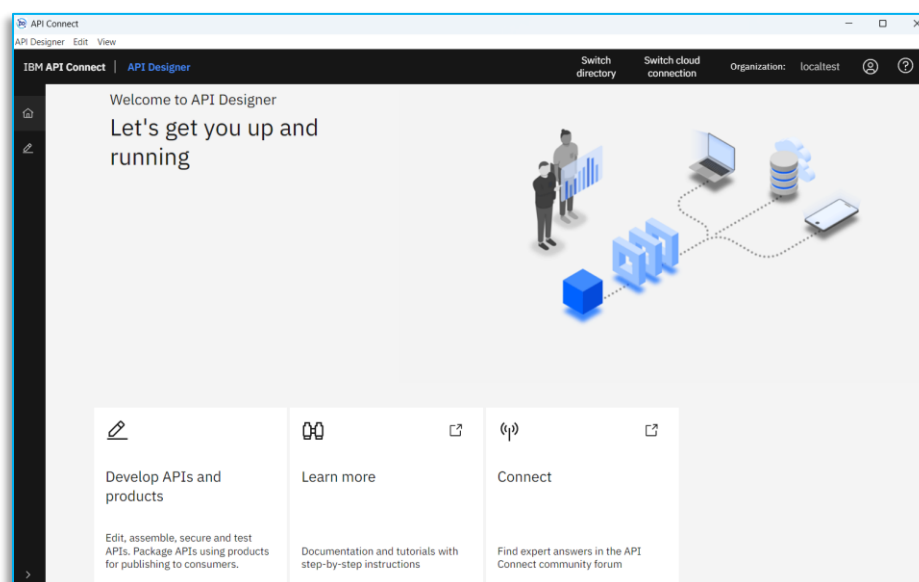 API Connect
API Designer Edit View
IBM API Connect | API Designer
Switch directory
Switch cloud connection
Organization: localtest
Welcome to API Designer
Let's get you up and
running
Develop APIs and
products
Edit, assemble, secure and test
APIs. Package APIs using products
for publishing to consumers.
Learn more
Documentation and tutorials with
step-by-step instructions
Connect
Find expert answers in the API
Connect community forum